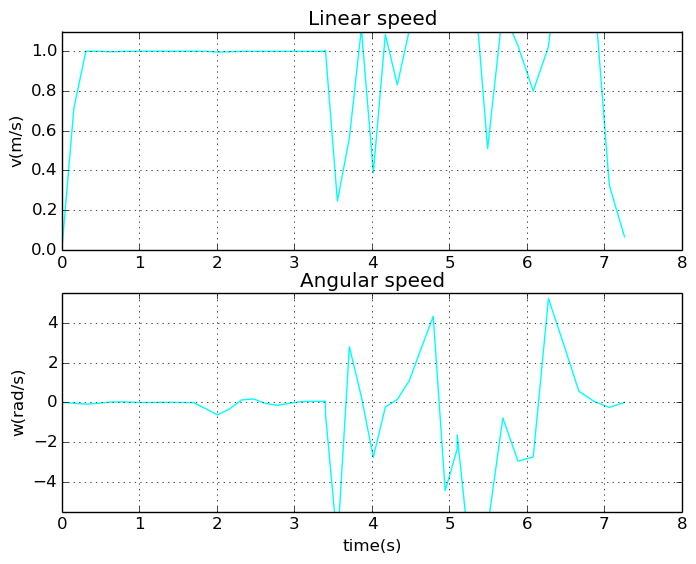 Linear speed
1.0
0.8
0.6
0.4
0.2
0.0
v(m/s)
0 1 2 3 4 5 6 7 8
Angular speed
4
2
0
−2
−4
w(rad/s)
0 1 2 3 4 5 6 7 8
time(s)